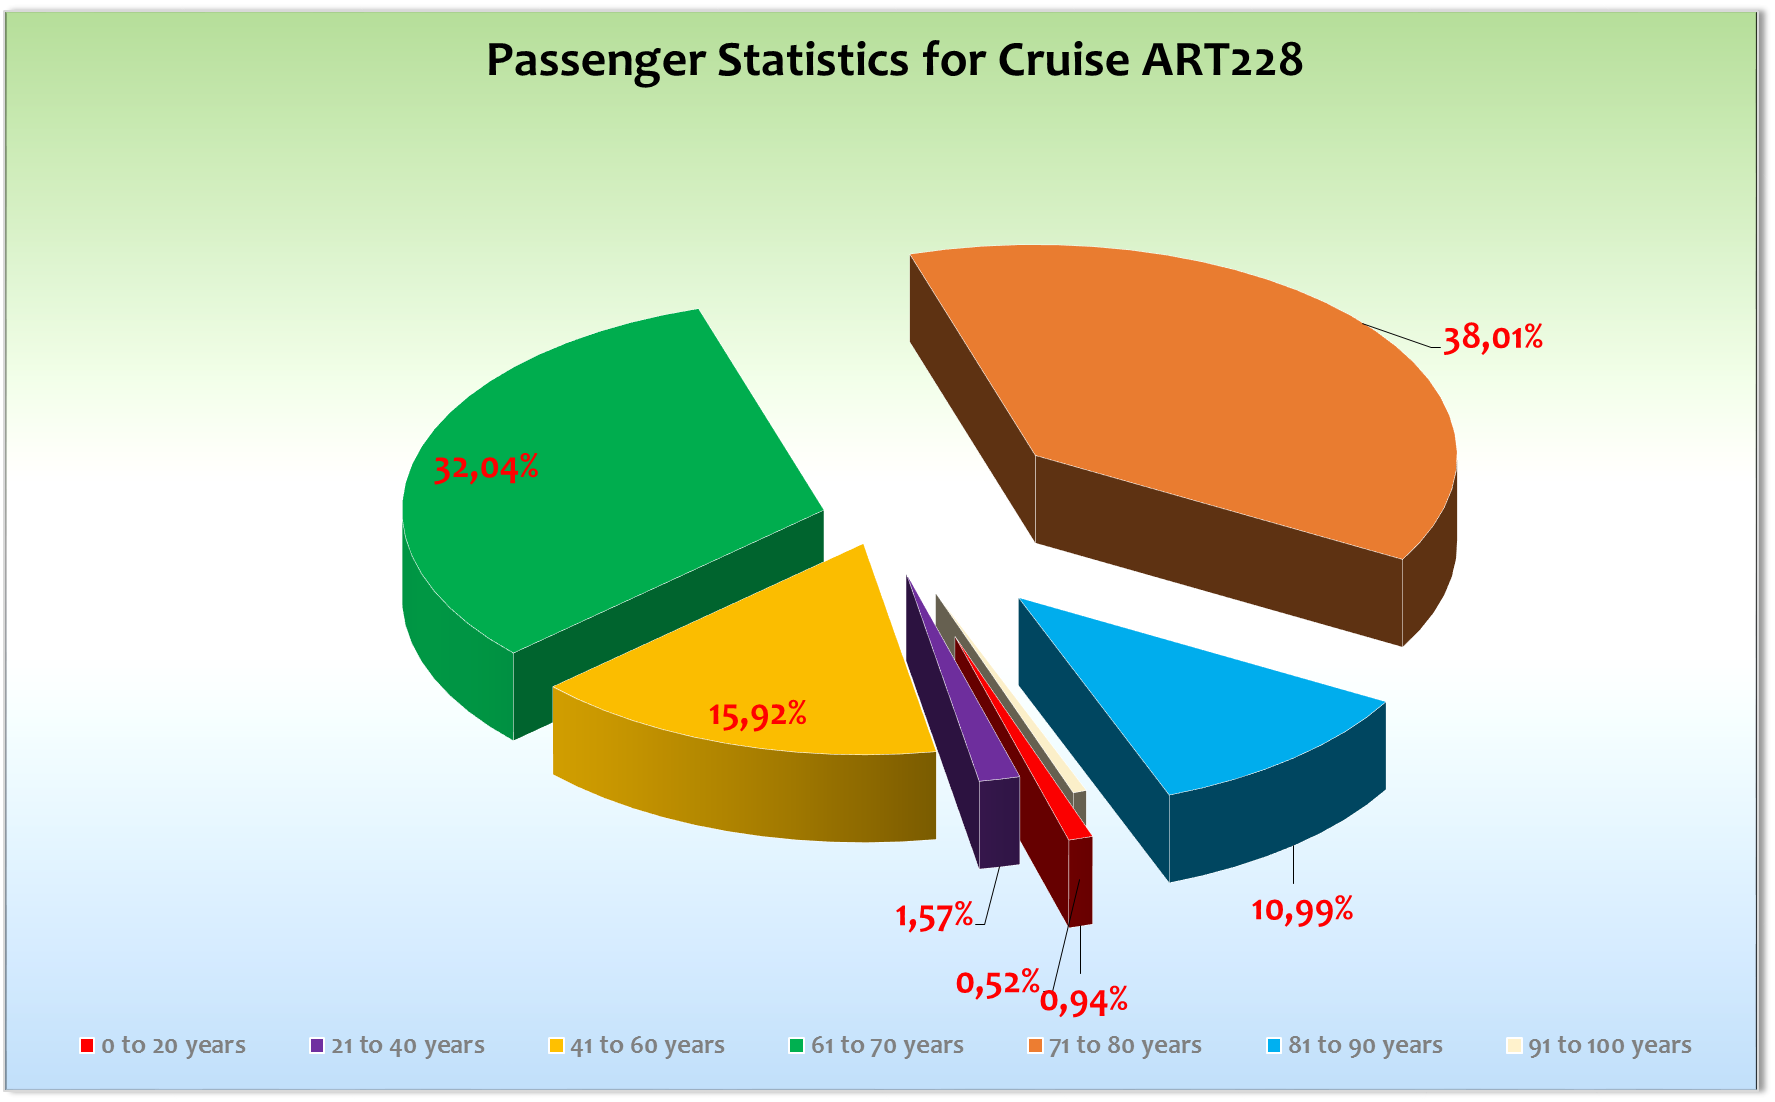 Passenger Statistics for Cruise ART228
38,01%
32,04%
15,92%
10,99%
1,57%
0,52%
0,94%
0 to 20 years
21 to 40 years
41 to 60 years
61 to 70 years
71 to 80 years
81 to 90 years
91 to 100 years